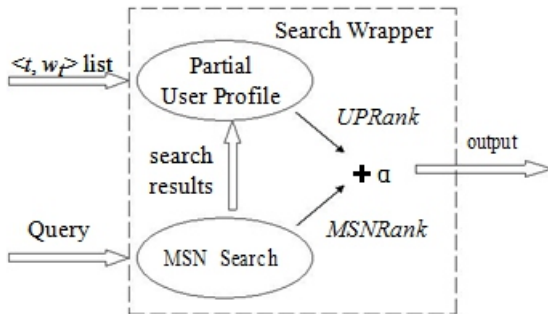 Search Wrapper
<t, wt> list
Partial
User Profile
UPRank
search
results
+ α
output
Query
MSN Search
MSNRank